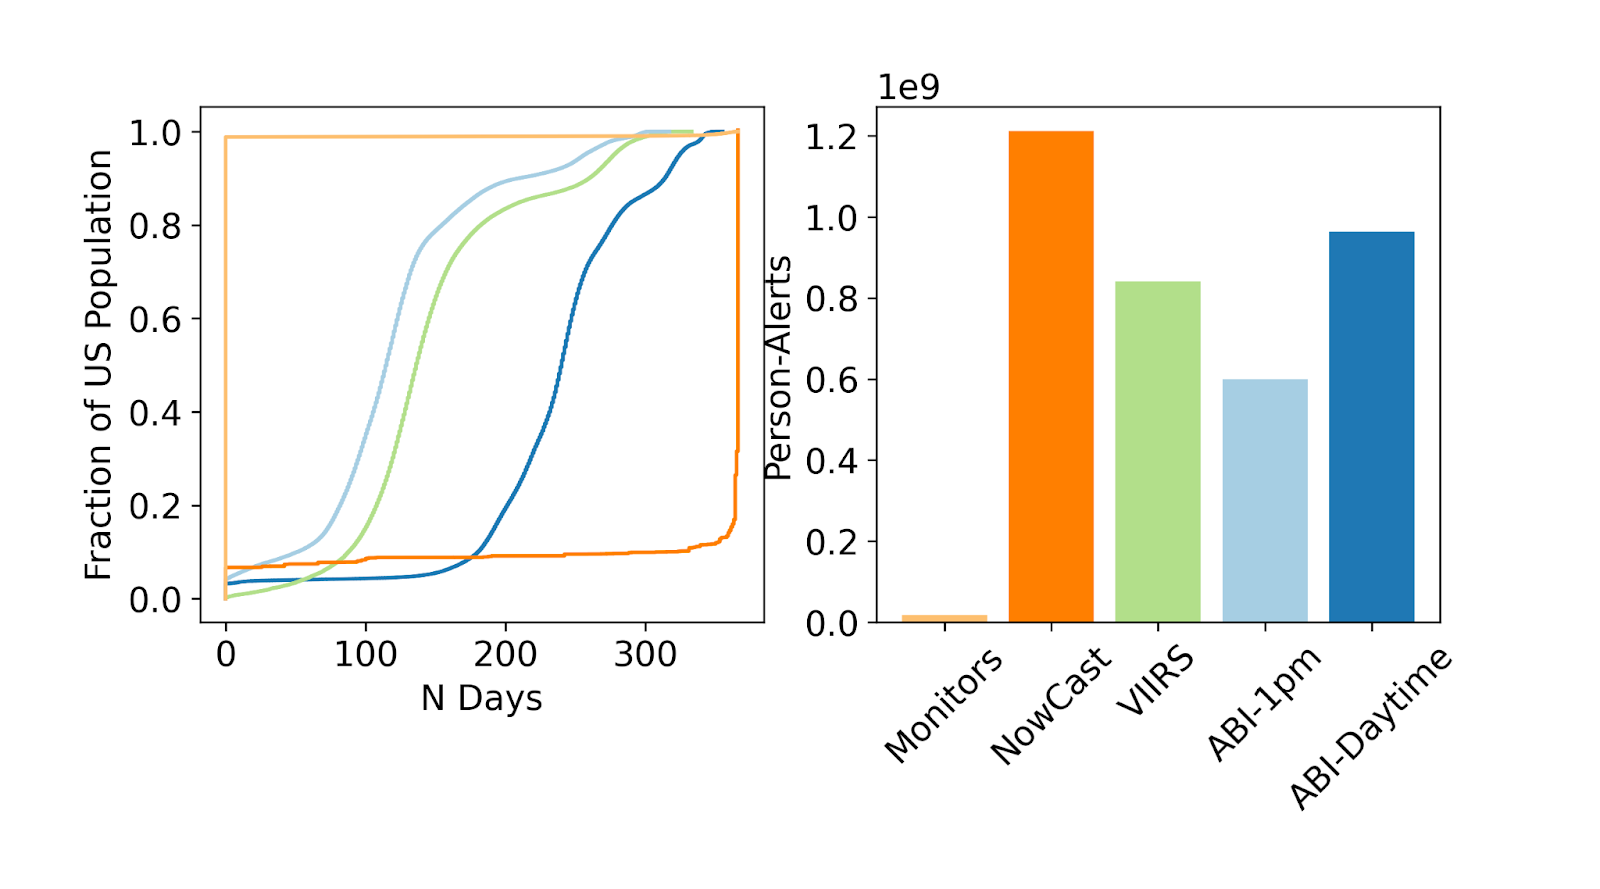 Fraction of US Population
1.0
0.8
0.6
0.4
0.2
0.0
0 100 200 300
N Days
1e9
Person-Alerts
1.2
1.0
0.8
0.6
0.4
0.2
0.0
Monitors
NowCast
VIIRS
ABI-1pm
ABI-Daytime